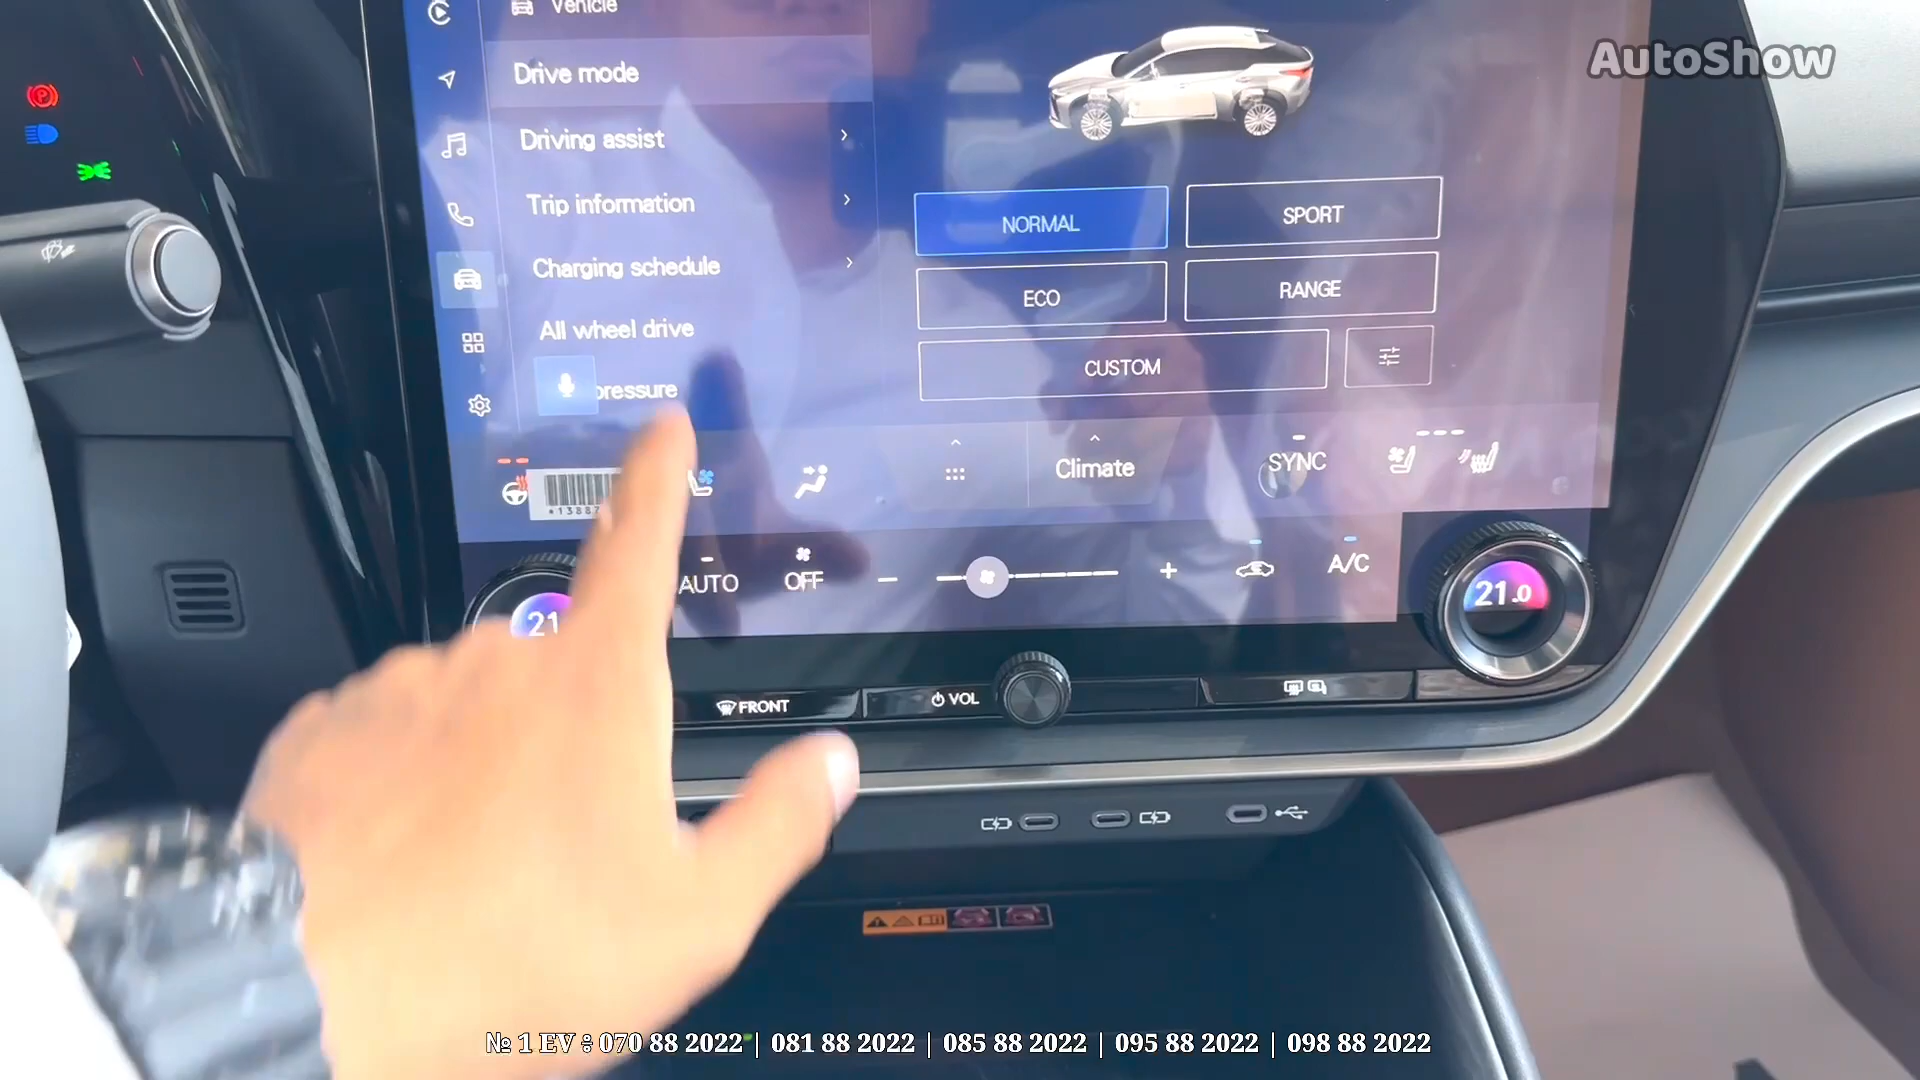 Vehicle
AutoShow
Drive mode
Driving assist
Trip information
Charging schedule
All wheel drive
pressure
NORMAL
SPORT
ECO
RANGE
CUSTOM
Climate
SYNC
AUTO
OFF
A/C
21
21.0
FRONT
VOL
№ 1 EV : 070 88 2022 | 081 88 2022 | 085 88 2022 | 095 88 2022 | 098 88 2022